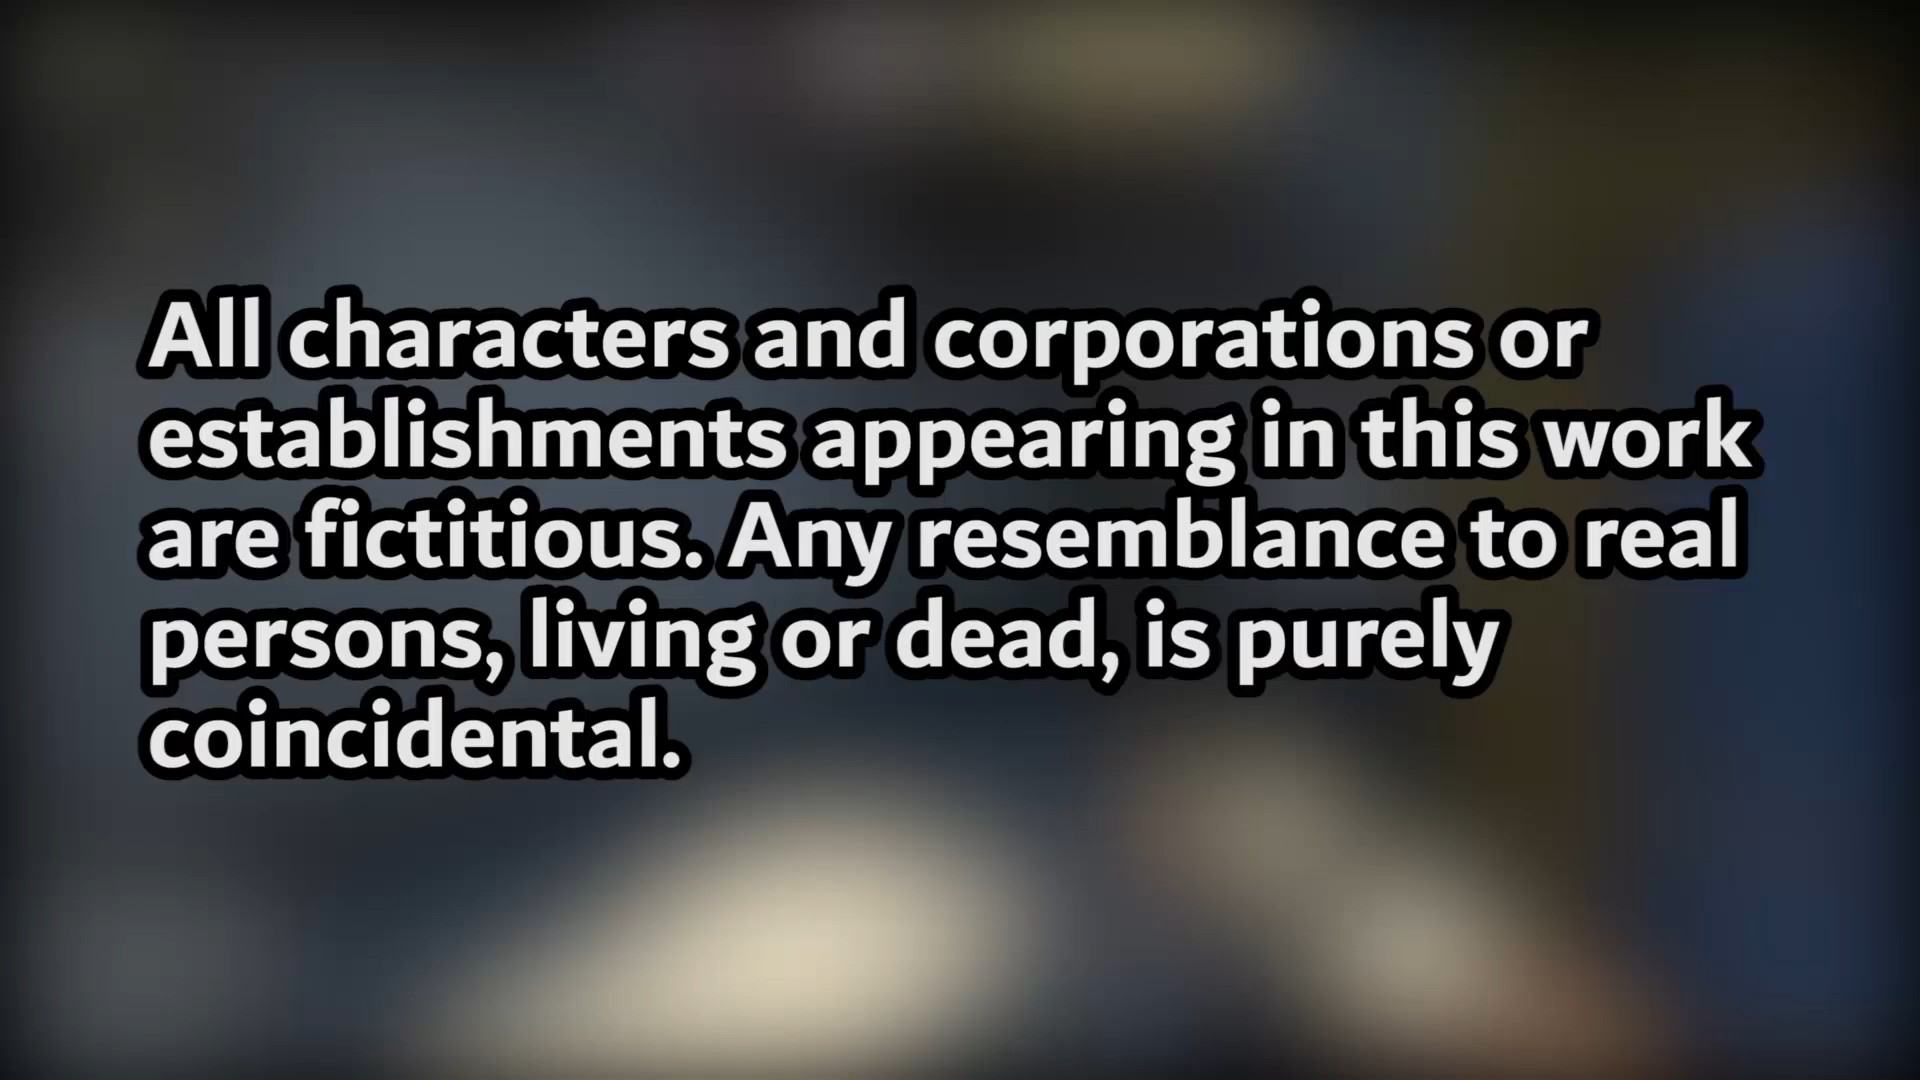 All characters and corporations or
establishments appearing in this work
are fictitious. Any resemblance to real
persons, living or dead, is purely
coincidental.